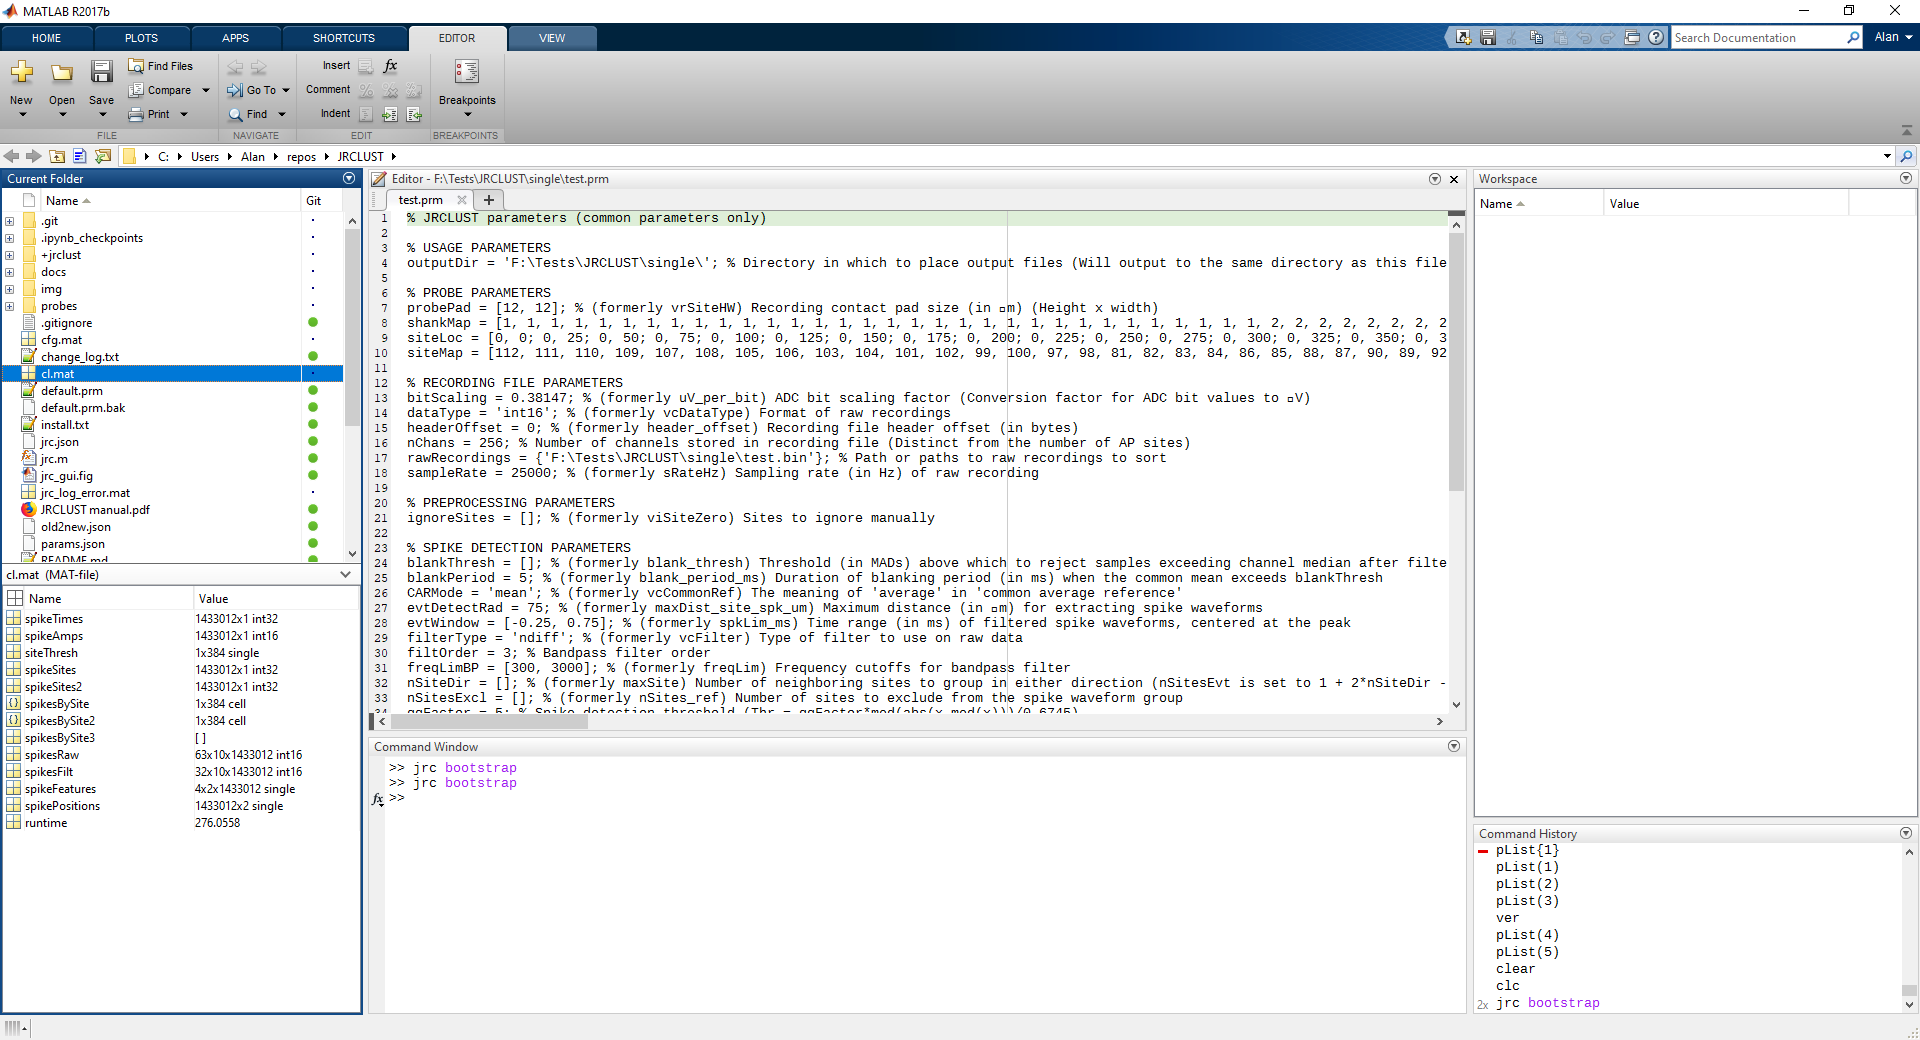 MATLAB R2017b
HOME PLOTS APPS SHORTCUTS EDITOR VIEW
Search Documentation
Alan
New
Open
Save
Find Files
Compare
Print
FILE
Go To
Find
NAVIGATE
Insert
Comment
Indent
fx
EDIT
Breakpoints
BREAKPOINTS
C: Users Alan repos JRCLUST
Current Folder
Name Git
.git
.ipynb_checkpoints
+jrclust
docs
img
probes
.gitignore
cfg.mat
change_log.txt
cl.mat
default.prm
default.prm.bak
install.txt
jrc.json
jrc.m
jrc_gui.fig
jrc_log_error.mat
JRCLUST manual.pdf
old2new.json
params.json
README.md
cl.mat (MAT-file)
Name Value
spikeTimes 1433012x1 int32
spikeAmps 1433012x1 int16
siteThresh 1x384 single
spikeSites 1433012x1 int32
spikeSites2 1433012x1 int32
spikesBySite 1x384 cell
spikesBySite2 1x384 cell
spikesBySite3 [ ]
spikesRaw 63x10x1433012 int16
spikesFilt 32x10x1433012 int16
spikeFeatures 4x2x1433012 single
spikePositions 1433012x2 single
runtime 276.0558
Editor - F:\Tests\JRCLUST\single\test.prm
test.prm
1 % JRCLUST parameters (common parameters only)
2
3 % USAGE PARAMETERS
4 outputDir = 'F:\Tests\JRCLUST\single\'; % Directory in which to place output files (Will output to the same directory as this file
5
6 % PROBE PARAMETERS
7 probePad = [12, 12]; % (formerly vrSiteHW) Recording contact pad size (in □m) (Height x width)
8 shankMap = [1, 1, 1, 1, 1, 1, 1, 1, 1, 1, 1, 1, 1, 1, 1, 1, 1, 1, 1, 1, 1, 1, 1, 1, 1, 1, 1, 1, 1, 1, 1, 1, 2, 2, 2, 2, 2, 2, 2, 2
9 siteLoc = [0, 0; 0, 25; 0, 50; 0, 75; 0, 100; 0, 125; 0, 150; 0, 175; 0, 200; 0, 225; 0, 250; 0, 275; 0, 300; 0, 325; 0, 350; 0, 3
10 siteMap = [112, 111, 110, 109, 107, 108, 105, 106, 103, 104, 101, 102, 99, 100, 97, 98, 81, 82, 83, 84, 86, 85, 88, 87, 90, 89, 92
11
12 % RECORDING FILE PARAMETERS
13 bitScaling = 0.38147; % (formerly uV_per_bit) ADC bit scaling factor (Conversion factor for ADC bit values to □V)
14 dataType = 'int16'; % (formerly vcDataType) Format of raw recordings
15 headerOffset = 0; % (formerly header_offset) Recording file header offset (in bytes)
16 nChans = 256; % Number of channels stored in recording file (Distinct from the number of AP sites)
17 rawRecordings = {'F:\Tests\JRCLUST\single\test.bin'}; % Path or paths to raw recordings to sort
18 sampleRate = 25000; % (formerly sRateHz) Sampling rate (in Hz) of raw recording
19
20 % PREPROCESSING PARAMETERS
21 ignoreSites = []; % (formerly viSiteZero) Sites to ignore manually
22
23 % SPIKE DETECTION PARAMETERS
24 blankThresh = []; % (formerly blank_thresh) Threshold (in MADs) above which to reject samples exceeding channel median after filte
25 blankPeriod = 5; % (formerly blank_period_ms) Duration of blanking period (in ms) when the common mean exceeds blankThresh
26 CARMode = 'mean'; % (formerly vcCommonRef) The meaning of 'average' in 'common average reference'
27 evtDetectRad = 75; % (formerly maxDist_site_spk_um) Maximum distance (in □m) for extracting spike waveforms
28 evtWindow = [-0.25, 0.75]; % (formerly spkLim_ms) Time range (in ms) of filtered spike waveforms, centered at the peak
29 filterType = 'ndiff'; % (formerly vcFilter) Type of filter to use on raw data
30 filtOrder = 3; % Bandpass filter order
31 freqLimBP = [300, 3000]; % (formerly freqLim) Frequency cutoffs for bandpass filter
32 nSiteDir = []; % (formerly maxSite) Number of neighboring sites to group in either direction (nSitesEvt is set to 1 + 2*nSiteDir -
33 nSitesExcl = []; % (formerly nSites_ref) Number of sites to exclude from the spike waveform group
34 qqFactor = 5; % Spike detection threshold (Thr = qqFactor*med(abs(x-med(x)))/0.6745)
Command Window
>> jrc bootstrap
>> jrc bootstrap
fx >>
Workspace
Name Value
Command History
pList{1}
pList(1)
pList(2)
pList(3)
ver
pList(4)
pList(5)
clear
clc
2x jrc bootstrap